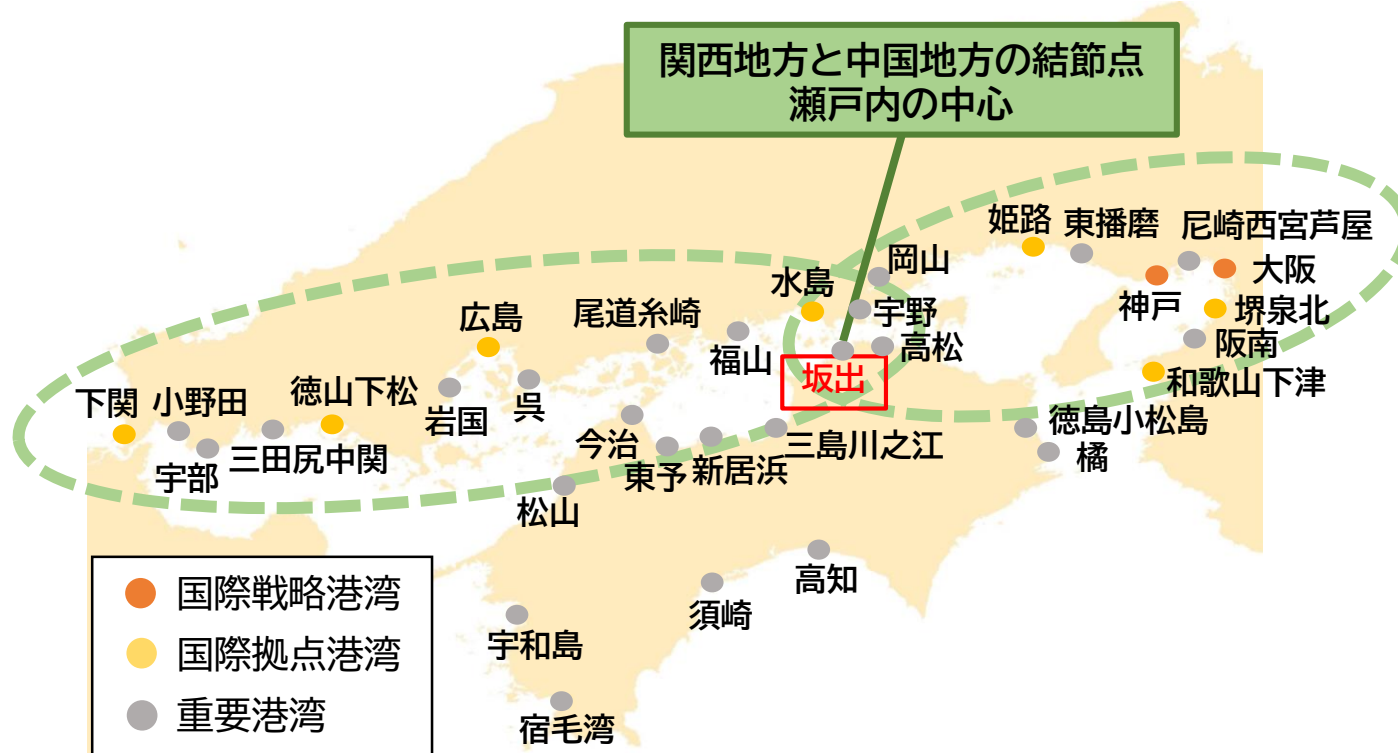 関西地方と中国地方の結節点
瀬戸内の中心
姫路
東播磨
尼崎西宮芦屋
岡山
大阪
水島
神戸
宇野
堺泉北
広島
尾道糸崎
福山
高松
阪南
坂出
和歌山下津
下関
小野田
徳山下松
岩国
呉
今治
三島川之江
徳島小松島
宇部
三田尻中関
東予
新居浜
橘
松山
高知
須崎
宇和島
宿毛湾
国際戦略港湾
国際拠点港湾
重要港湾